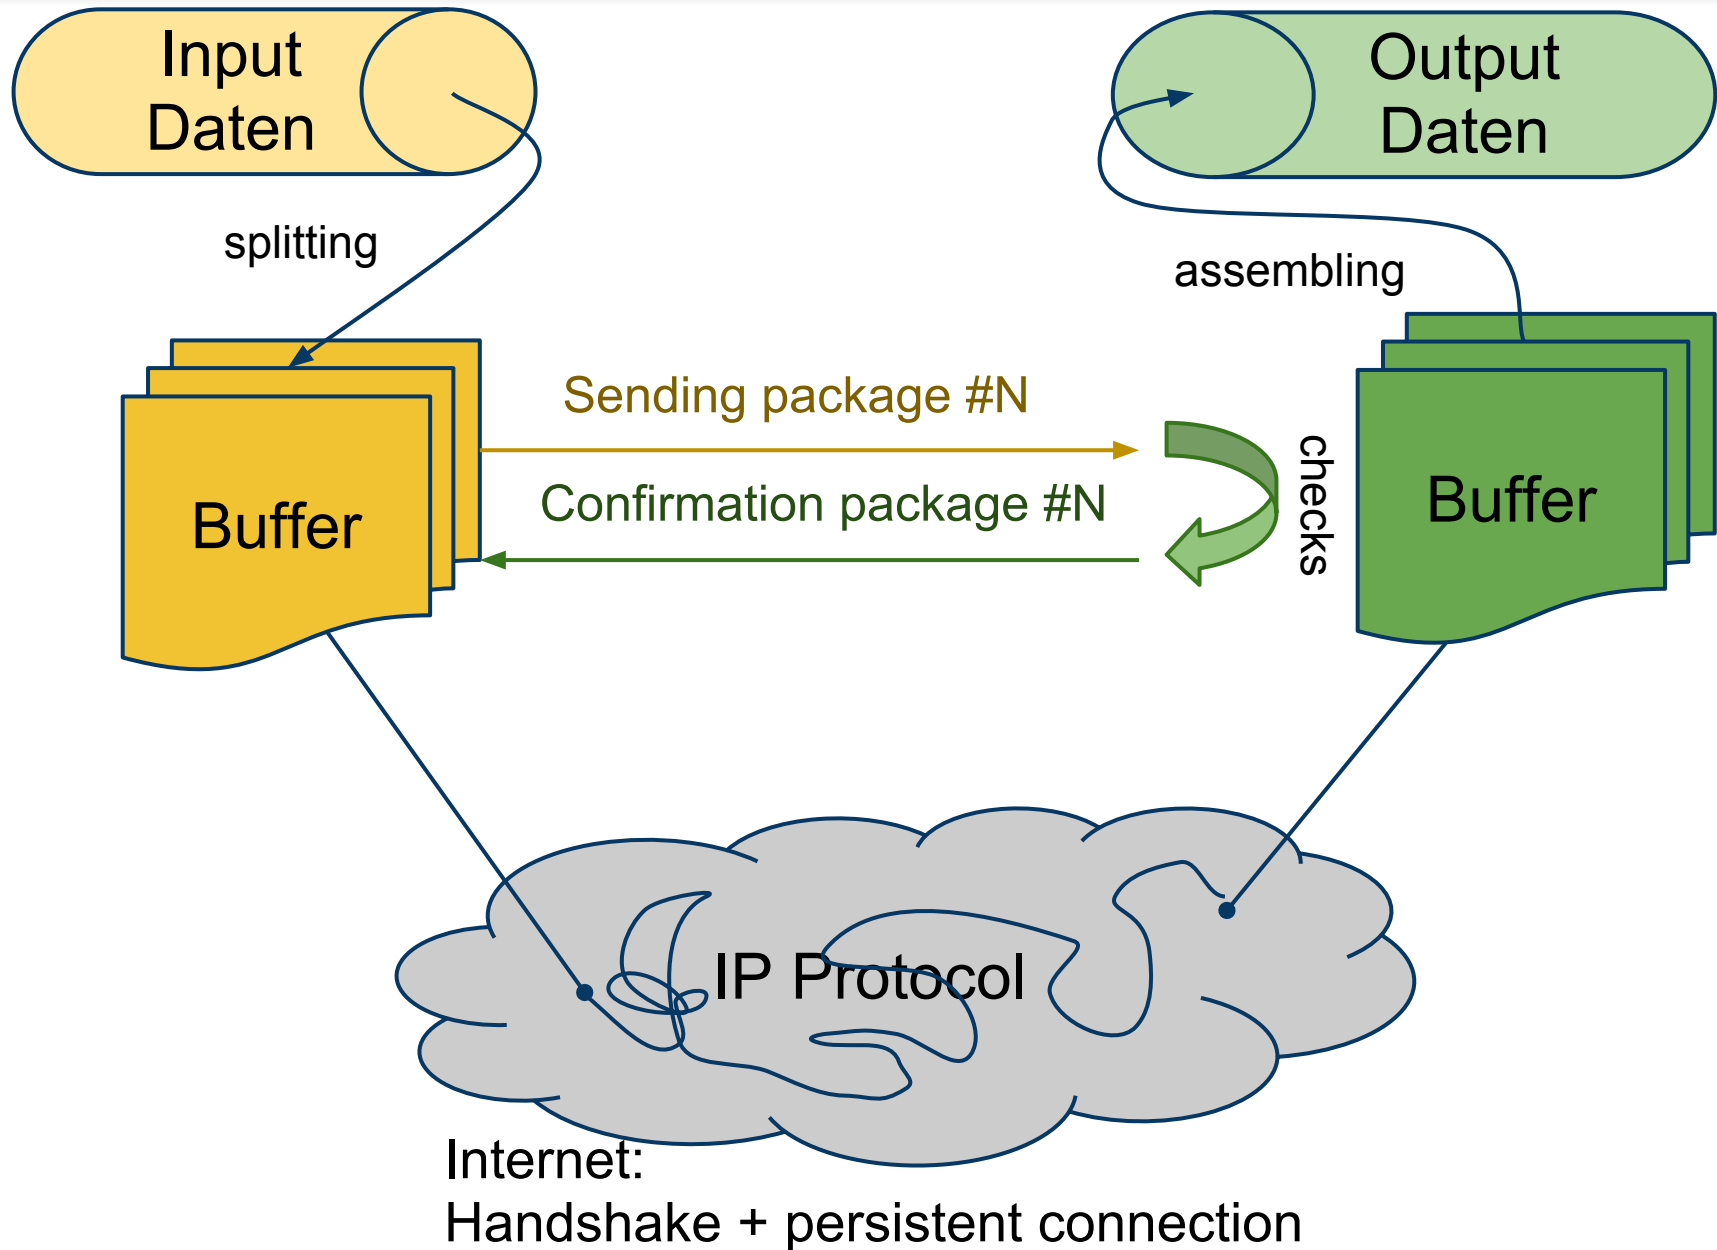 Input
Daten
Output
Daten
splitting
assembling
Sending package #N
Confirmation package #N
checks
Buffer
Buffer
IP Protocol
Internet:
Handshake + persistent connection